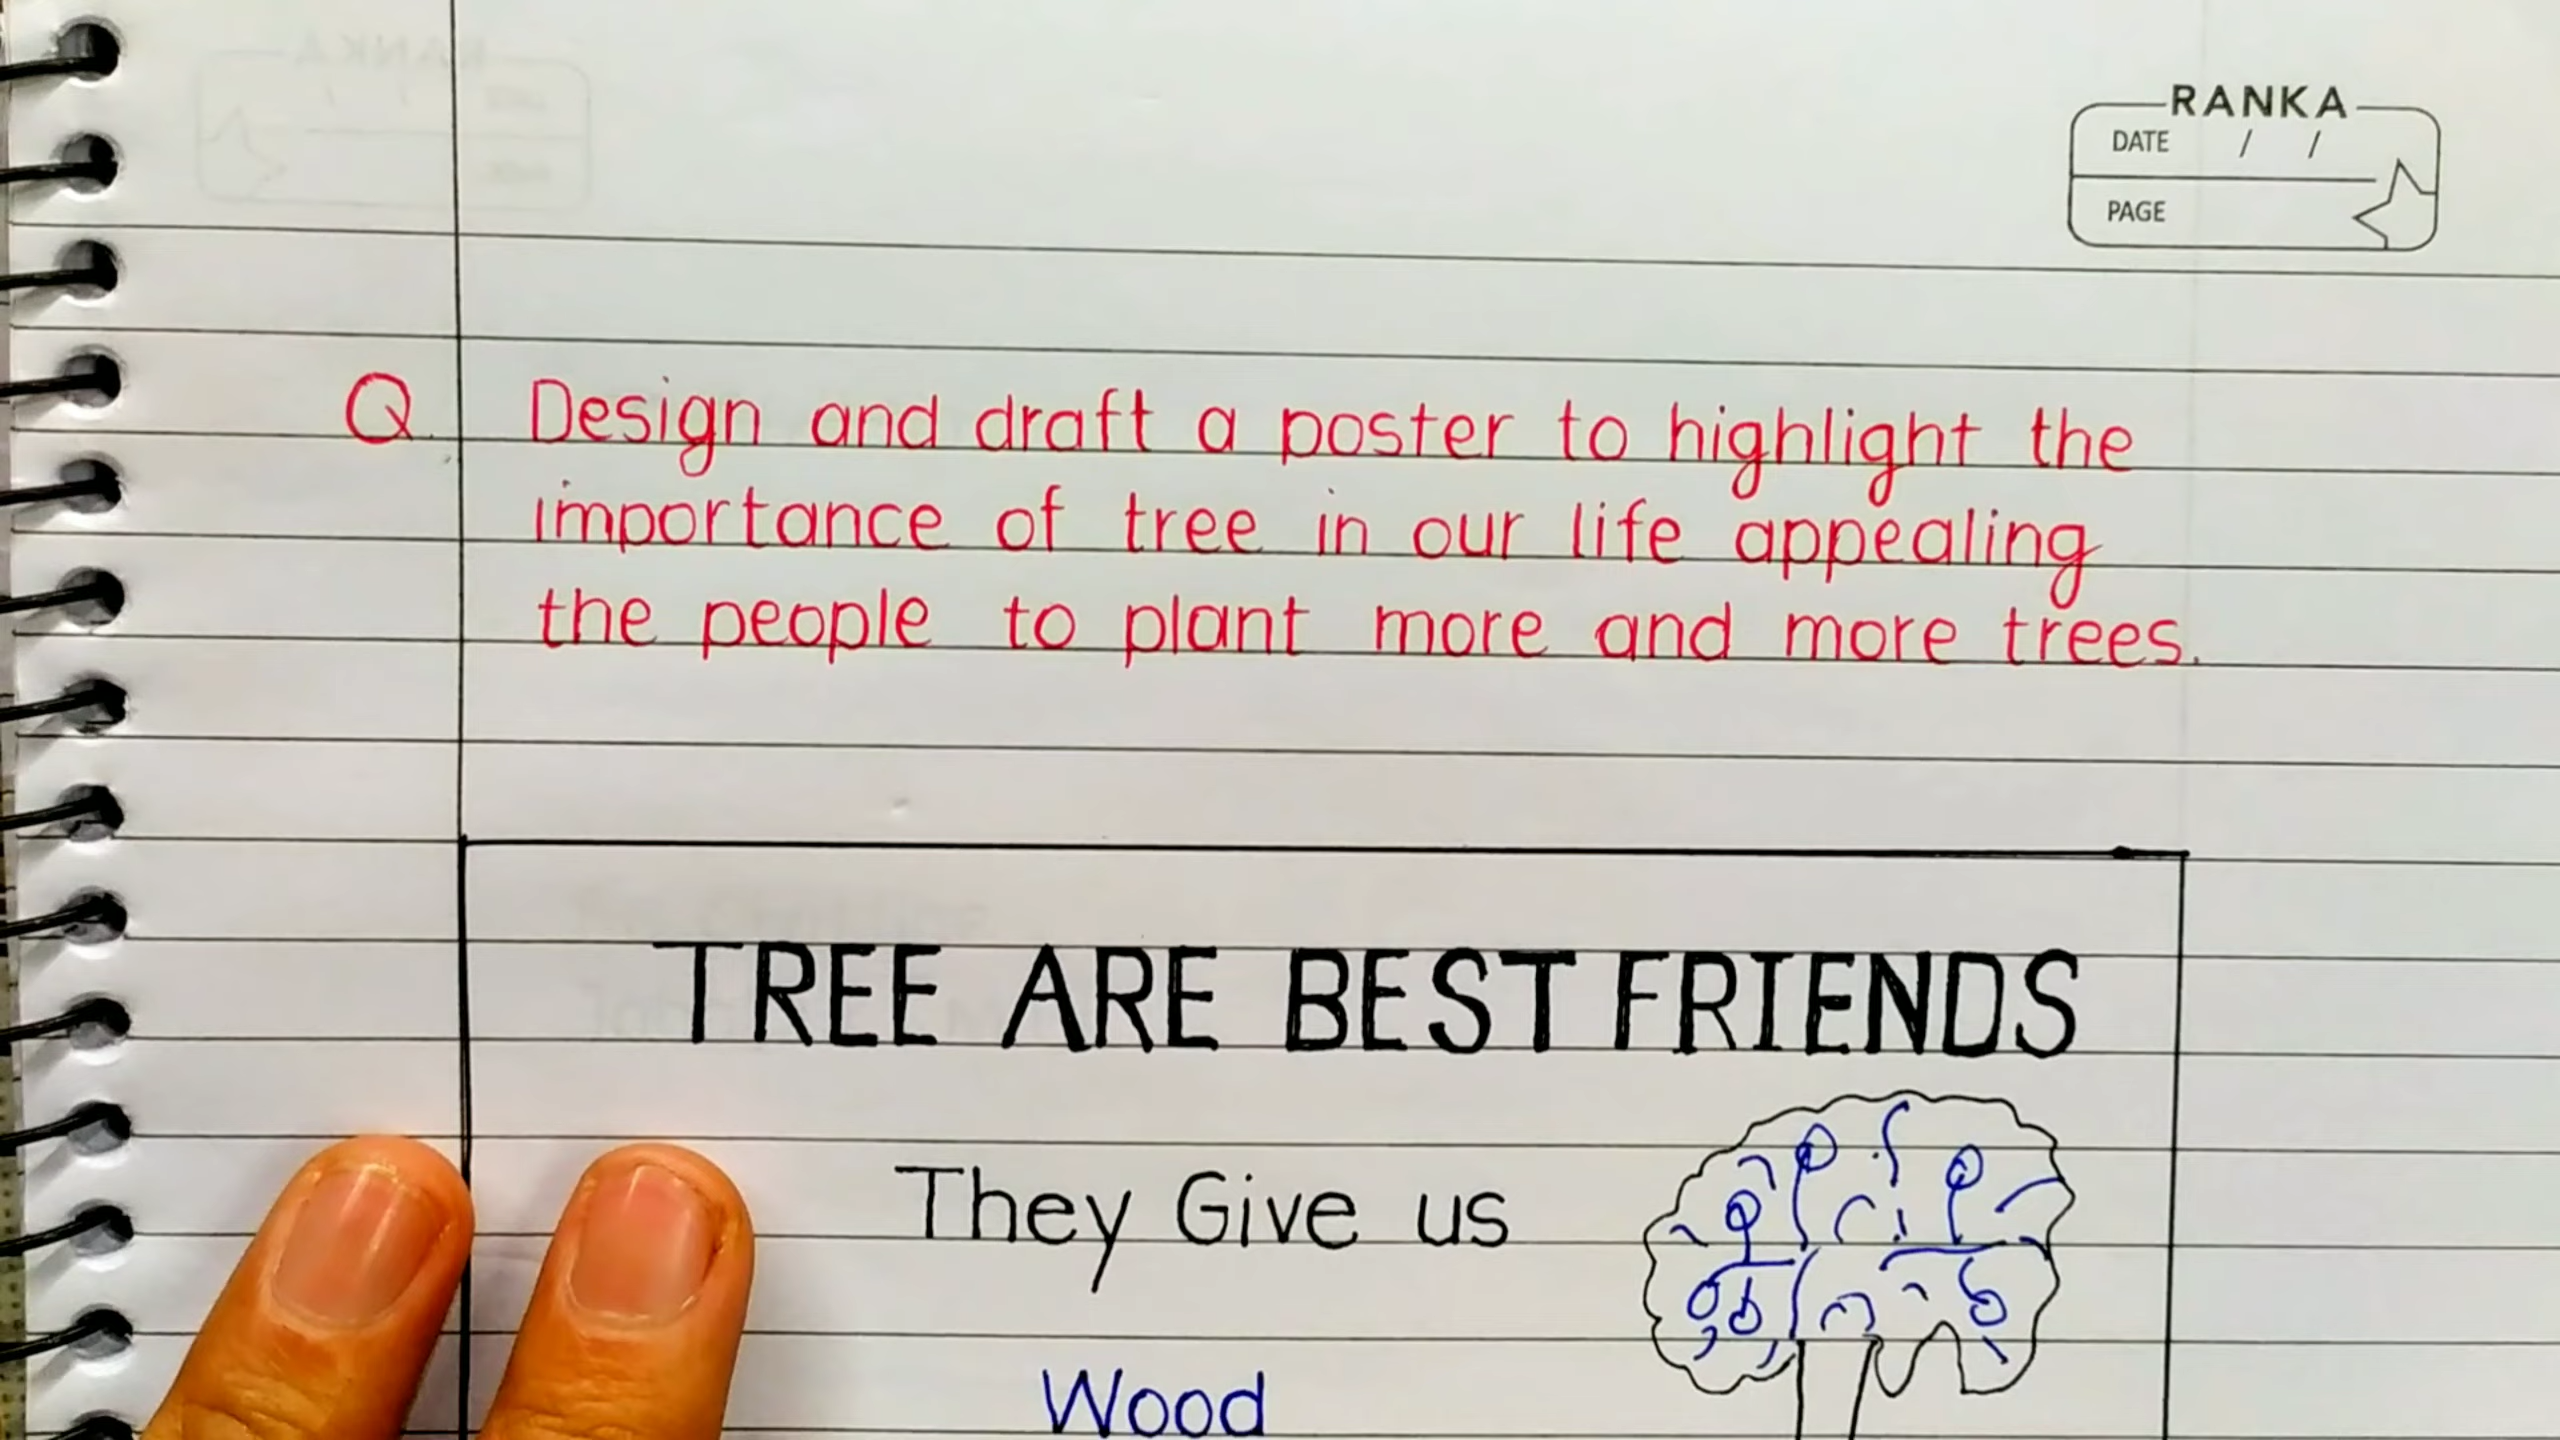 RANKA
DATE / /
PAGE
Q. Design and draft a poster to highlight the
importance of tree in our life appealing
the people to plant more and more trees.
TREE ARE BEST FRIENDS
They Give us
Wood